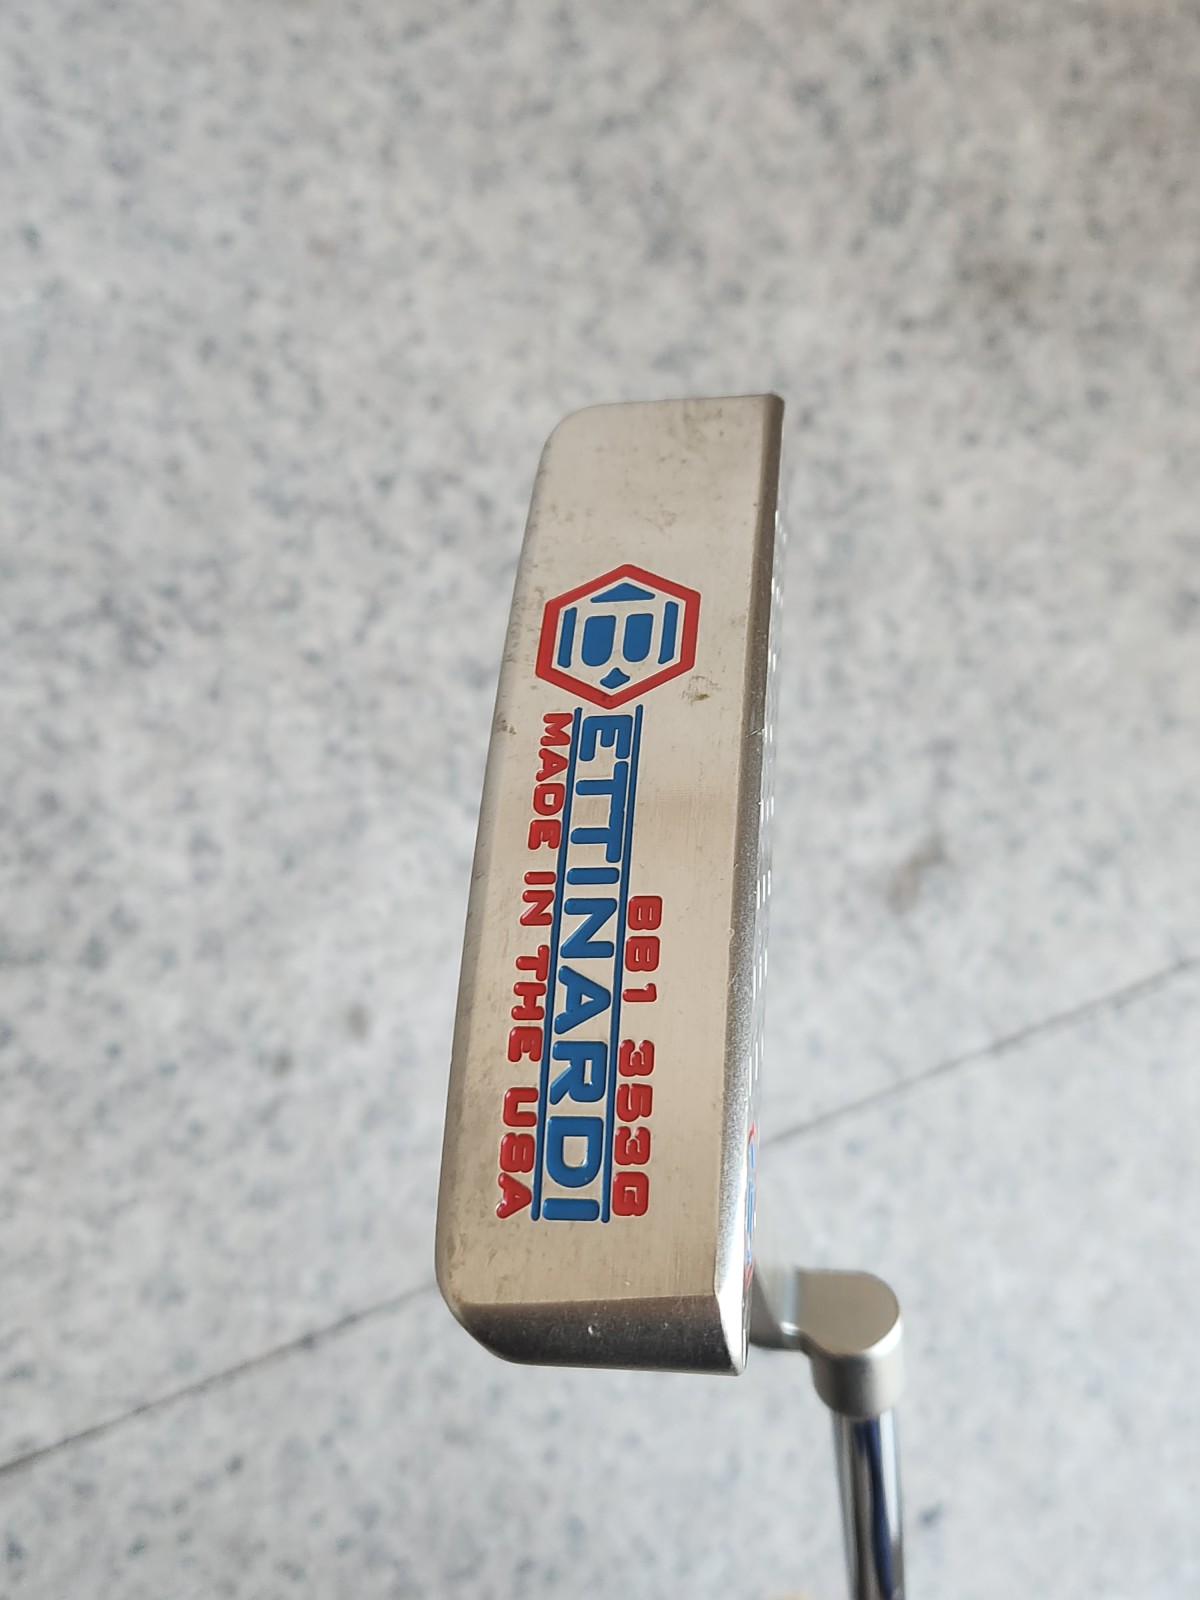 BB1 353G
BETTINARDI
MADE IN THE USA